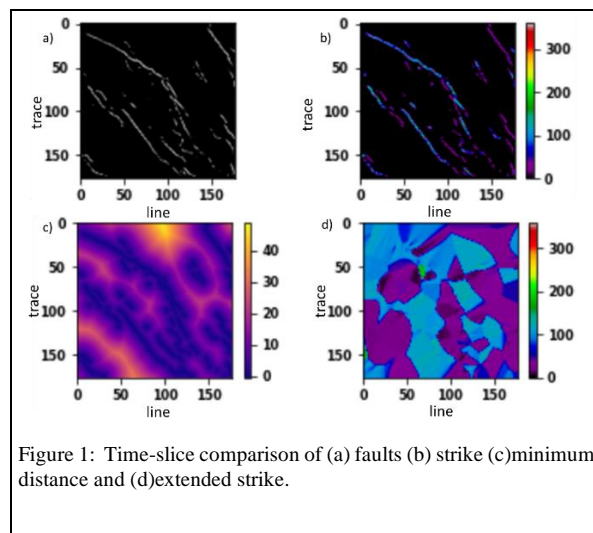 a)
0
50
100
150
trace
0 50 100 150
line
b)
0
50
100
150
trace
0 50 100 150
line
300
200
100
0
c)
0
50
100
150
trace
0 50 100 150
line
40
30
20
10
0
d)
0
50
100
150
trace
0 50 100 150
line
300
200
100
0
Figure 1: Time-slice comparison of (a) faults (b) strike (c)minimum
distance and (d)extended strike.